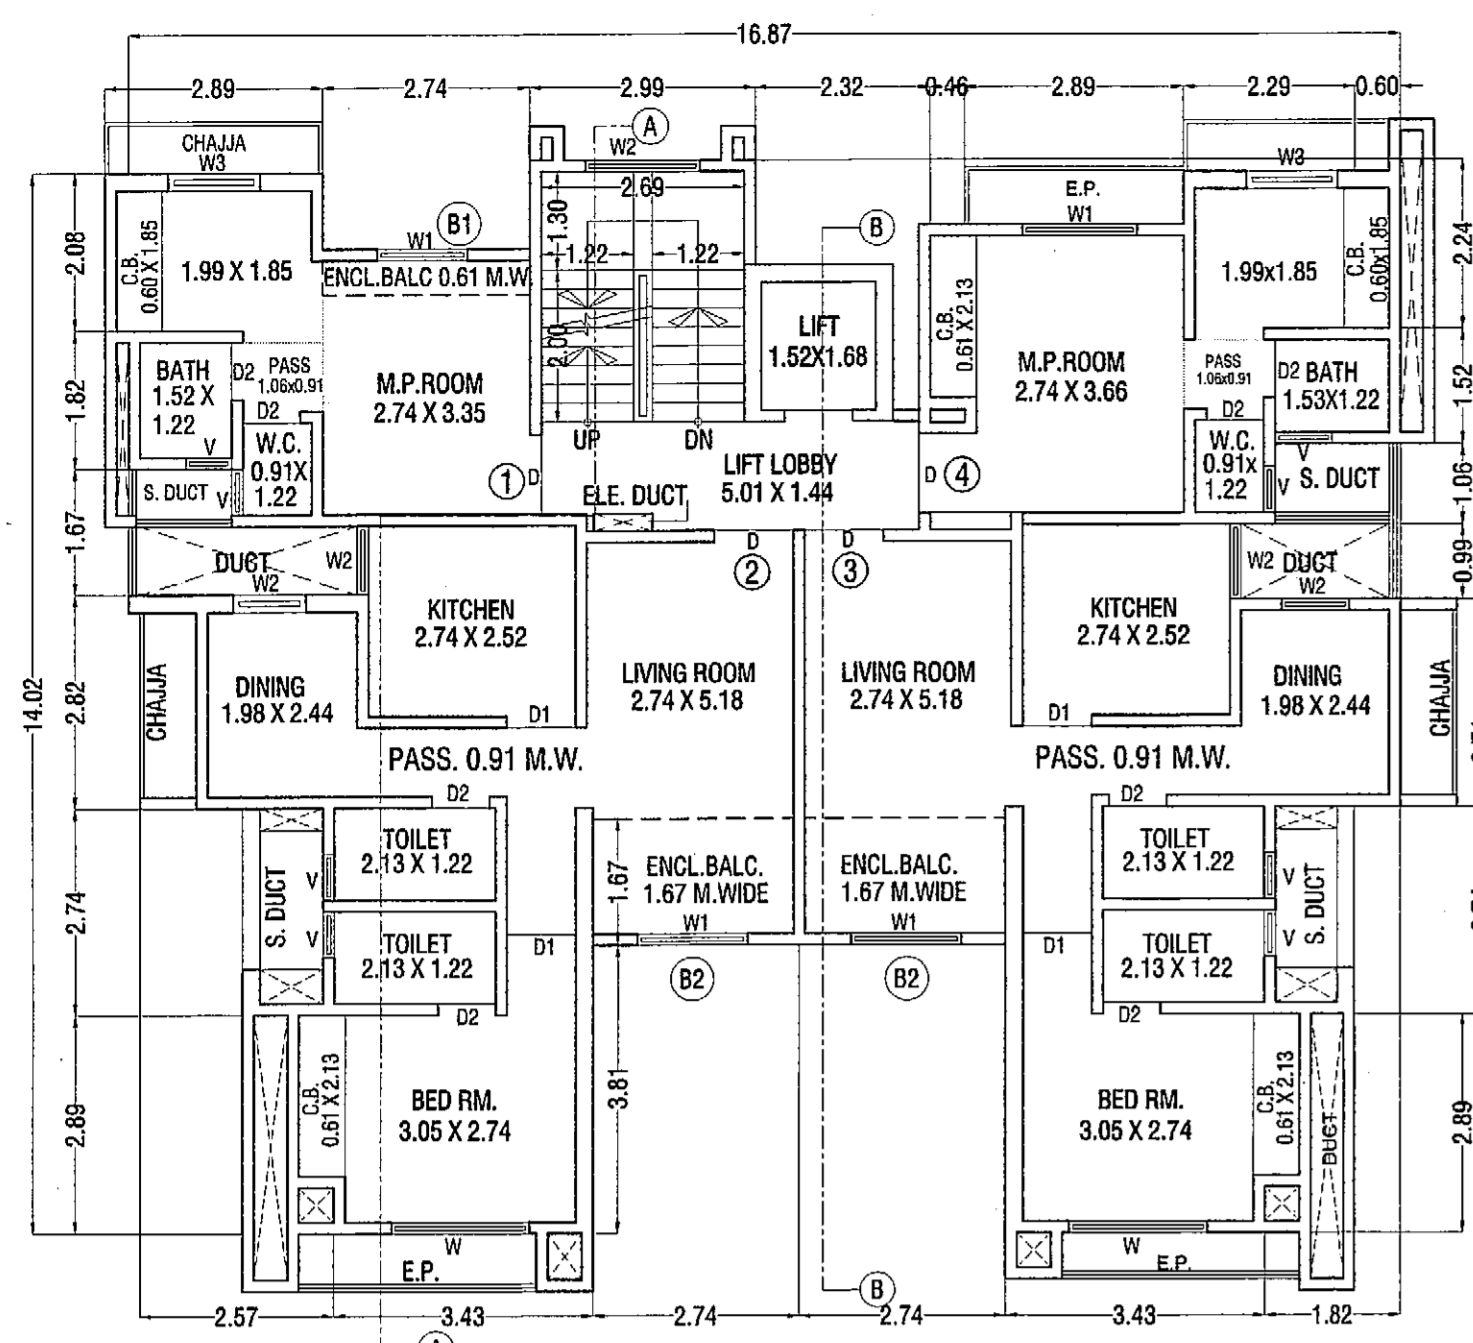 16.87
2.89
2.74
2.99
2.32
0.46
2.89
2.29
0.60
CHAJJA
W3
A
W2
2.69
W3
E.P.
W1
B1
W1
B
1.30
1.22
1.22
2.08
C.B.
0.60 X 1.85
1.99 X 1.85
ENCL.BALC 0.61 M.W.
1.99x1.85
C.B.
0.60x1.85
2.24
2.00
LIFT
1.52X1.68
C.B.
0.61 X 2.13
M.P.ROOM
2.74 X 3.66
BATH
1.52 X
1.22
V
D2
PASS
1.06x0.91
D2
M.P.ROOM
2.74 X 3.35
PASS
1.06x0.91
D2
D2
BATH
1.53X1.22
V
1.82
1.52
UP
DN
W.C.
0.91X
1.22
W.C.
0.91x
1.22
1
D
LIFT LOBBY
5.01 X 1.44
D
4
S. DUCT
V
ELE. DUCT
V
S. DUCT
1.06
1.67
DUCT
W2
W2
D
2
D
3
W2
DUCT
W2
0.99
KITCHEN
2.74 X 2.52
KITCHEN
2.74 X 2.52
LIVING ROOM
2.74 X 5.18
LIVING ROOM
2.74 X 5.18
14.02
2.82
CHAJJA
DINING
1.98 X 2.44
D1
D1
DINING
1.98 X 2.44
CHAJJA
PASS. 0.91 M.W.
PASS. 0.91 M.W.
D2
D2
TOILET
2.13 X 1.22
TOILET
2.13 X 1.22
2.74
S. DUCT
V
V
1.67
ENCL.BALC.
1.67 M.WIDE
W1
ENCL.BALC.
1.67 M.WIDE
W1
V
V
S. DUCT
TOILET
2.13 X 1.22
D1
D1
TOILET
2.13 X 1.22
B2
B2
D2
D2
2.89
C.B.
0.61 X 2.13
BED RM.
3.05 X 2.74
3.81
BED RM.
3.05 X 2.74
C.B.
0.61 X 2.13
DUCT
2.89
W
E.P.
W
E.P.
B
2.57
3.43
2.74
2.74
3.43
1.82
A